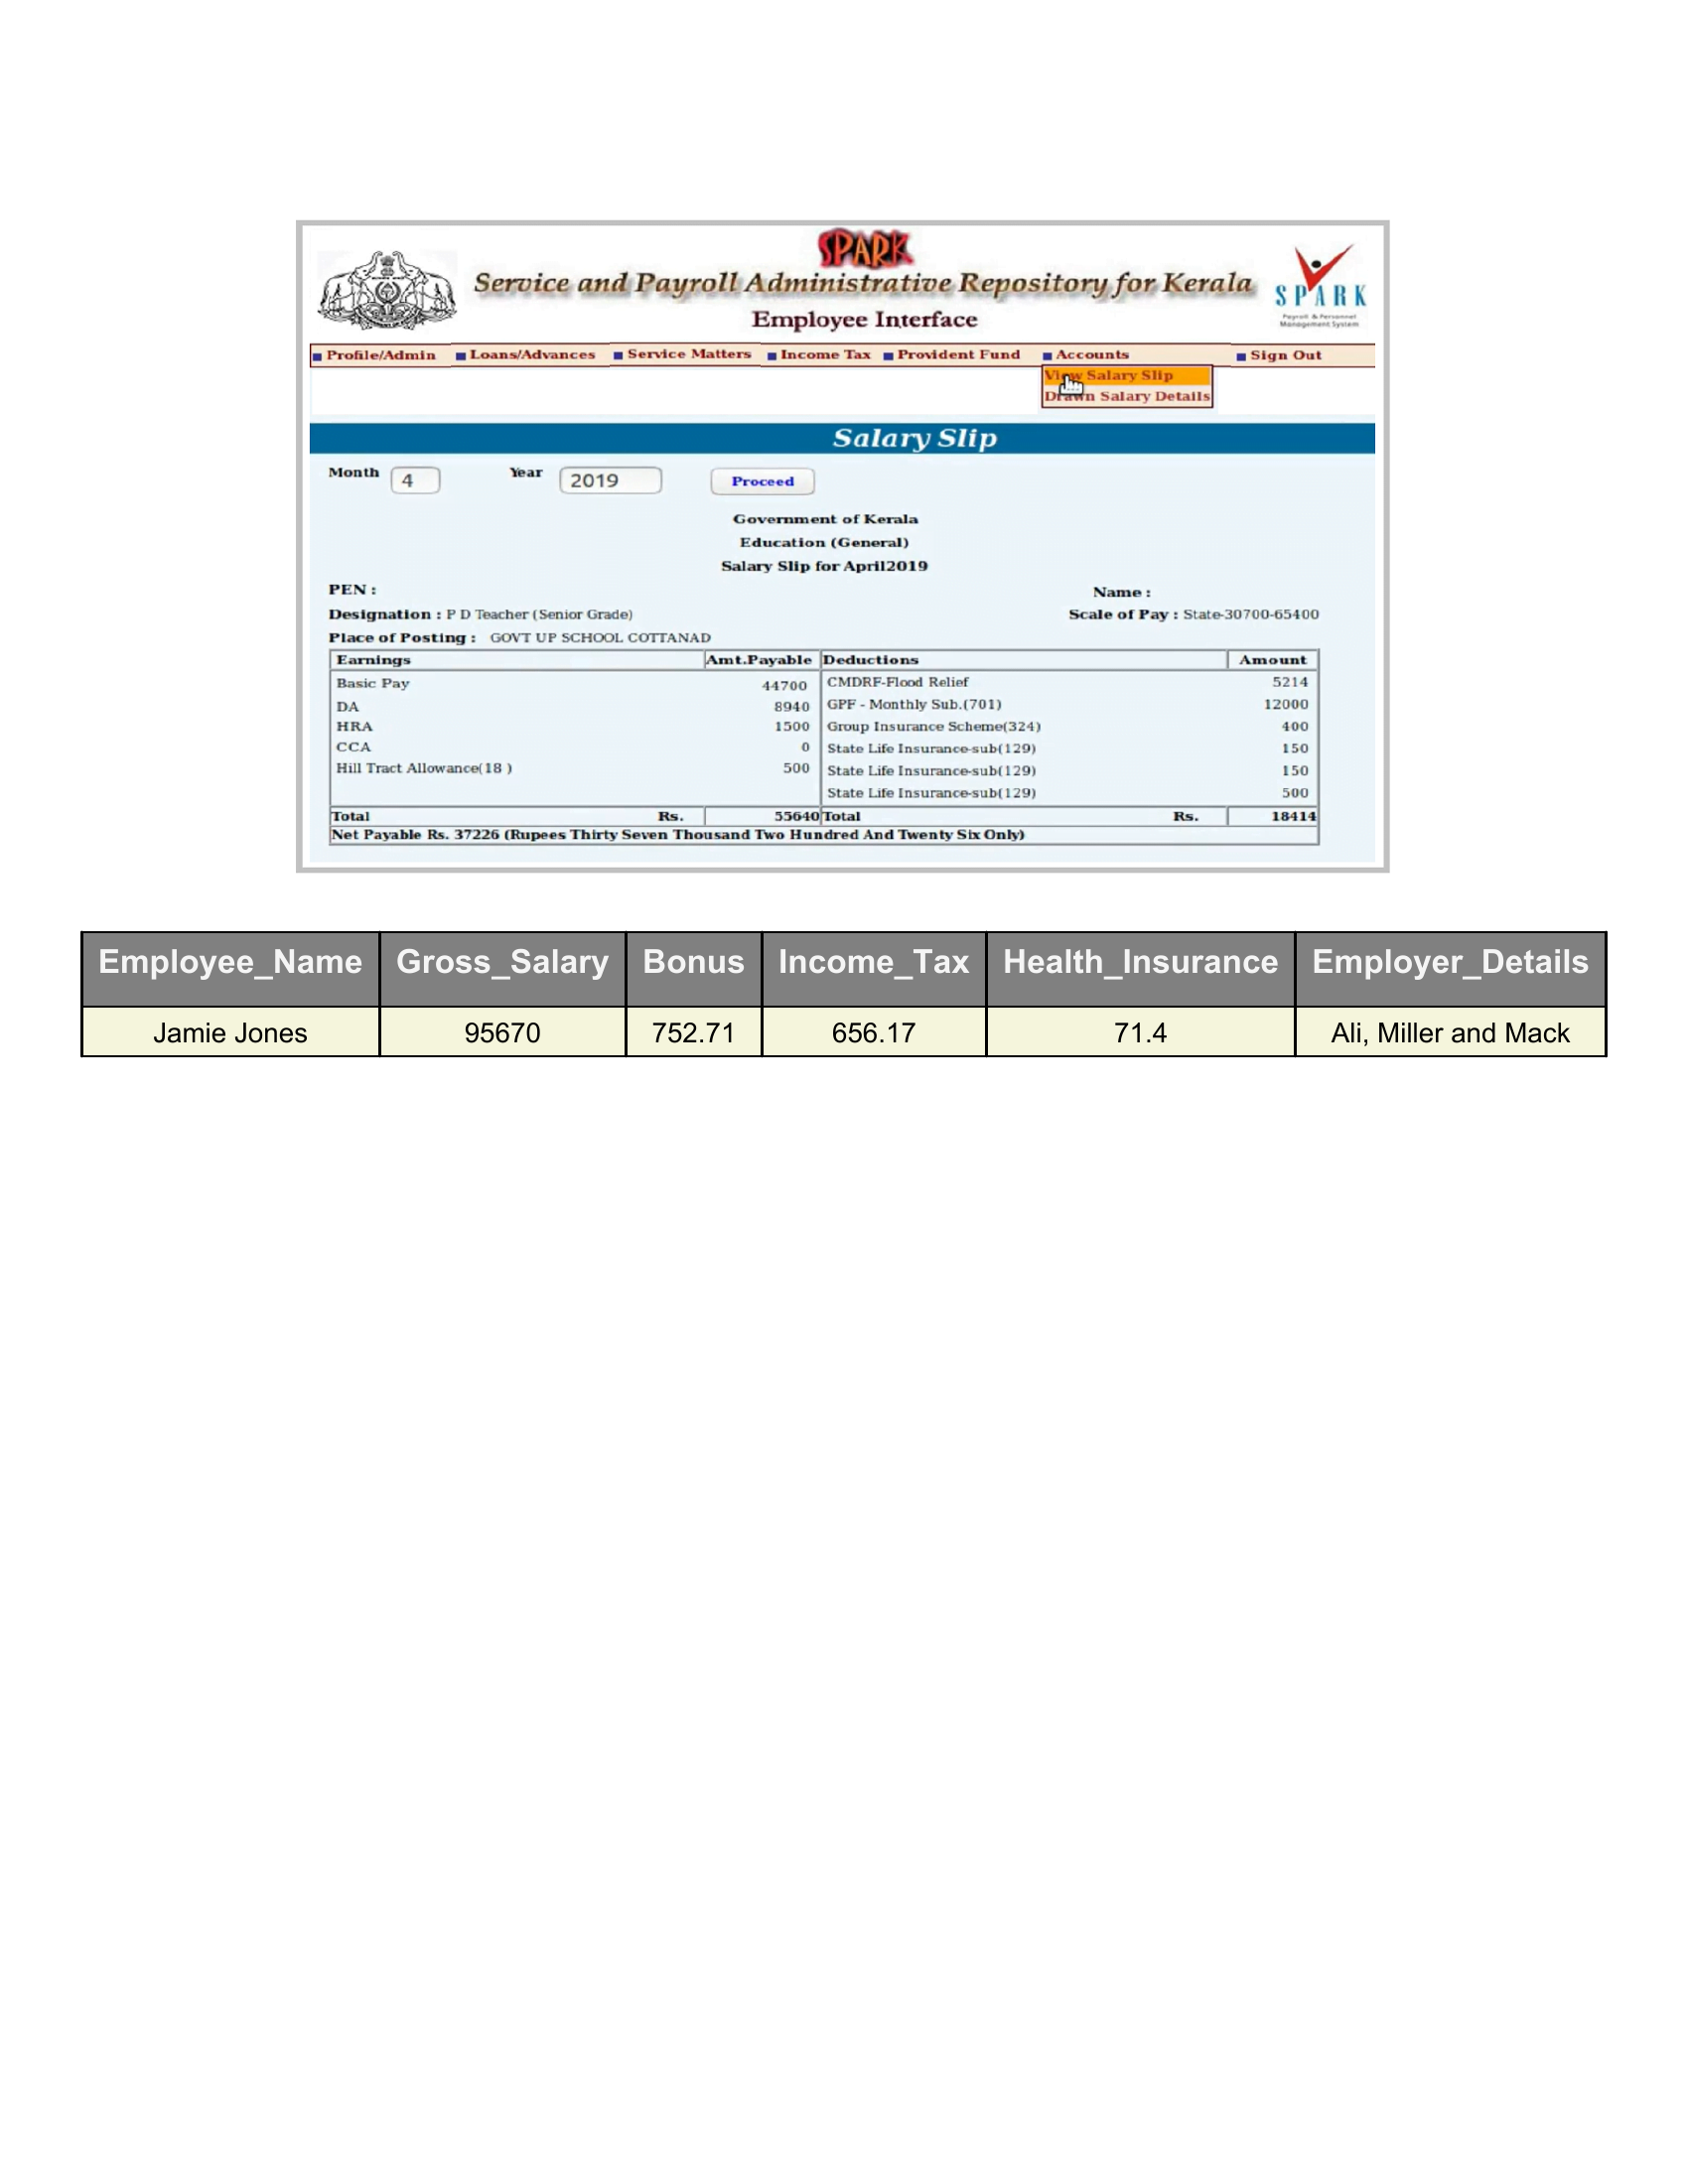 SPARK
Service and Payroll Administrative Repository for Kerala
Employee Interface
SPARK
Payroll & Personnel
Management System
Profile/Admin Loans/Advances Service Matters Income Tax Provident Fund Accounts Sign Out
View Salary Slip
Drawn Salary Details
Salary Slip
Month 4 Year 2019 Proceed
Government of Kerala
Education (General)
Salary Slip for April2019
PEN : Name :
Designation : P D Teacher (Senior Grade) Scale of Pay : State-30700-65400
Place of Posting : GOVT UP SCHOOL COTTANAD
Earnings Amt.Payable Deductions Amount
Basic Pay 44700 CMDRF-Flood Relief 5214
DA 8940 GPF - Monthly Sub.(701) 12000
HRA 1500 Group Insurance Scheme(324) 400
CCA 0 State Life Insurance-sub(129) 150
Hill Tract Allowance(18 ) 500 State Life Insurance-sub(129) 150
State Life Insurance-sub(129) 500
Total Rs. 55640 Total Rs. 18414
Net Payable Rs. 37226 (Rupees Thirty Seven Thousand Two Hundred And Twenty Six Only)
Employee_Name Gross_Salary Bonus Income_Tax Health_Insurance Employer_Details
Jamie Jones 95670 752.71 656.17 71.4 Ali, Miller and Mack